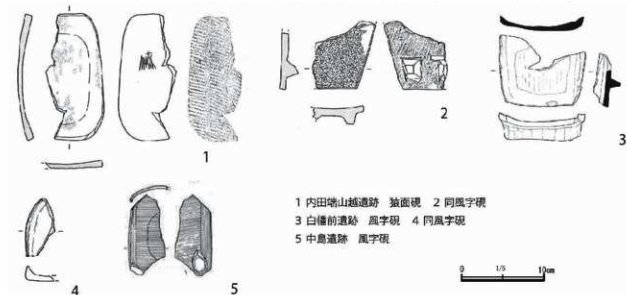 1
2
3
4
5
1 内田端山越遺跡 猿面硯 2 同風字硯
3 白幡前遺跡 風字硯 4 同風字硯
5 中島遺跡 風字硯
0 1/5 10cm